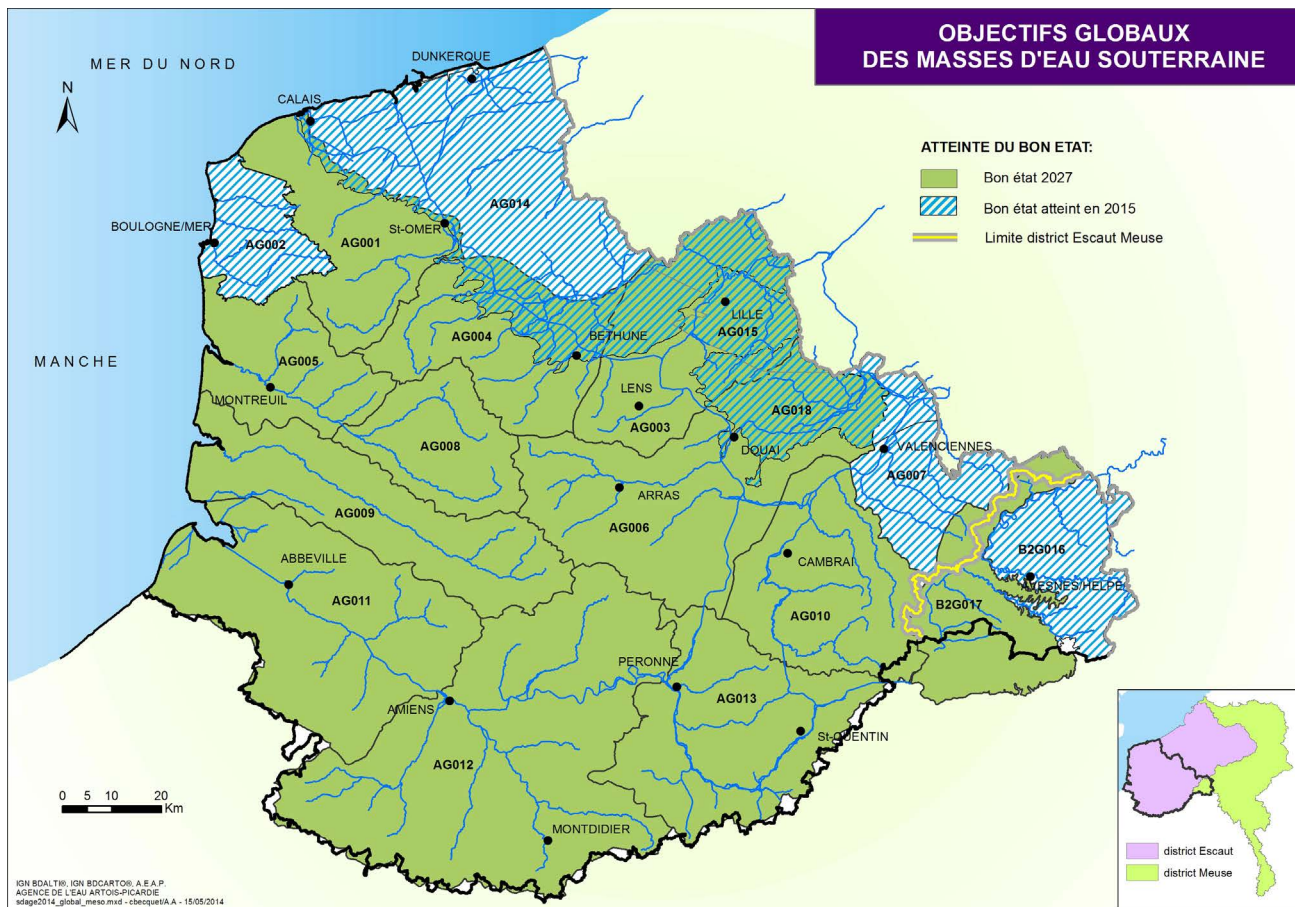 OBJECTIFS GLOBAUX
DES MASSES D'EAU SOUTERRAINE
MER DU NORD
N
DUNKERQUE
CALAIS
ATTEINTE DU BON ETAT:
Bon état 2027
Bon état atteint en 2015
Limite district Escaut Meuse
AG014
BOULOGNE/MER
AG002
AG001
St-OMER
LILLE
AG015
MANCHE
AG004
BETHUNE
AG005
MONTREUIL
LENS
AG003
AG018
AG008
DOUAI
VALENCIENNES
AG007
ARRAS
AG009
AG006
B2G016
CAMBRAI
ABBEVILLE
AVESNES/HELPE
AG011
AG010
B2G017
PERONNE
AG013
AMIENS
St-QUENTIN
AG012
0 5 10 20
Km
MONTDIDIER
district Escaut
district Meuse
IGN BDALTI®, IGN BDCARTO®, A.E.A.P.
AGENCE DE L'EAU ARTOIS-PICARDIE
sdage2014_global_meso.mxd - cbecquet/A.A - 15/05/2014